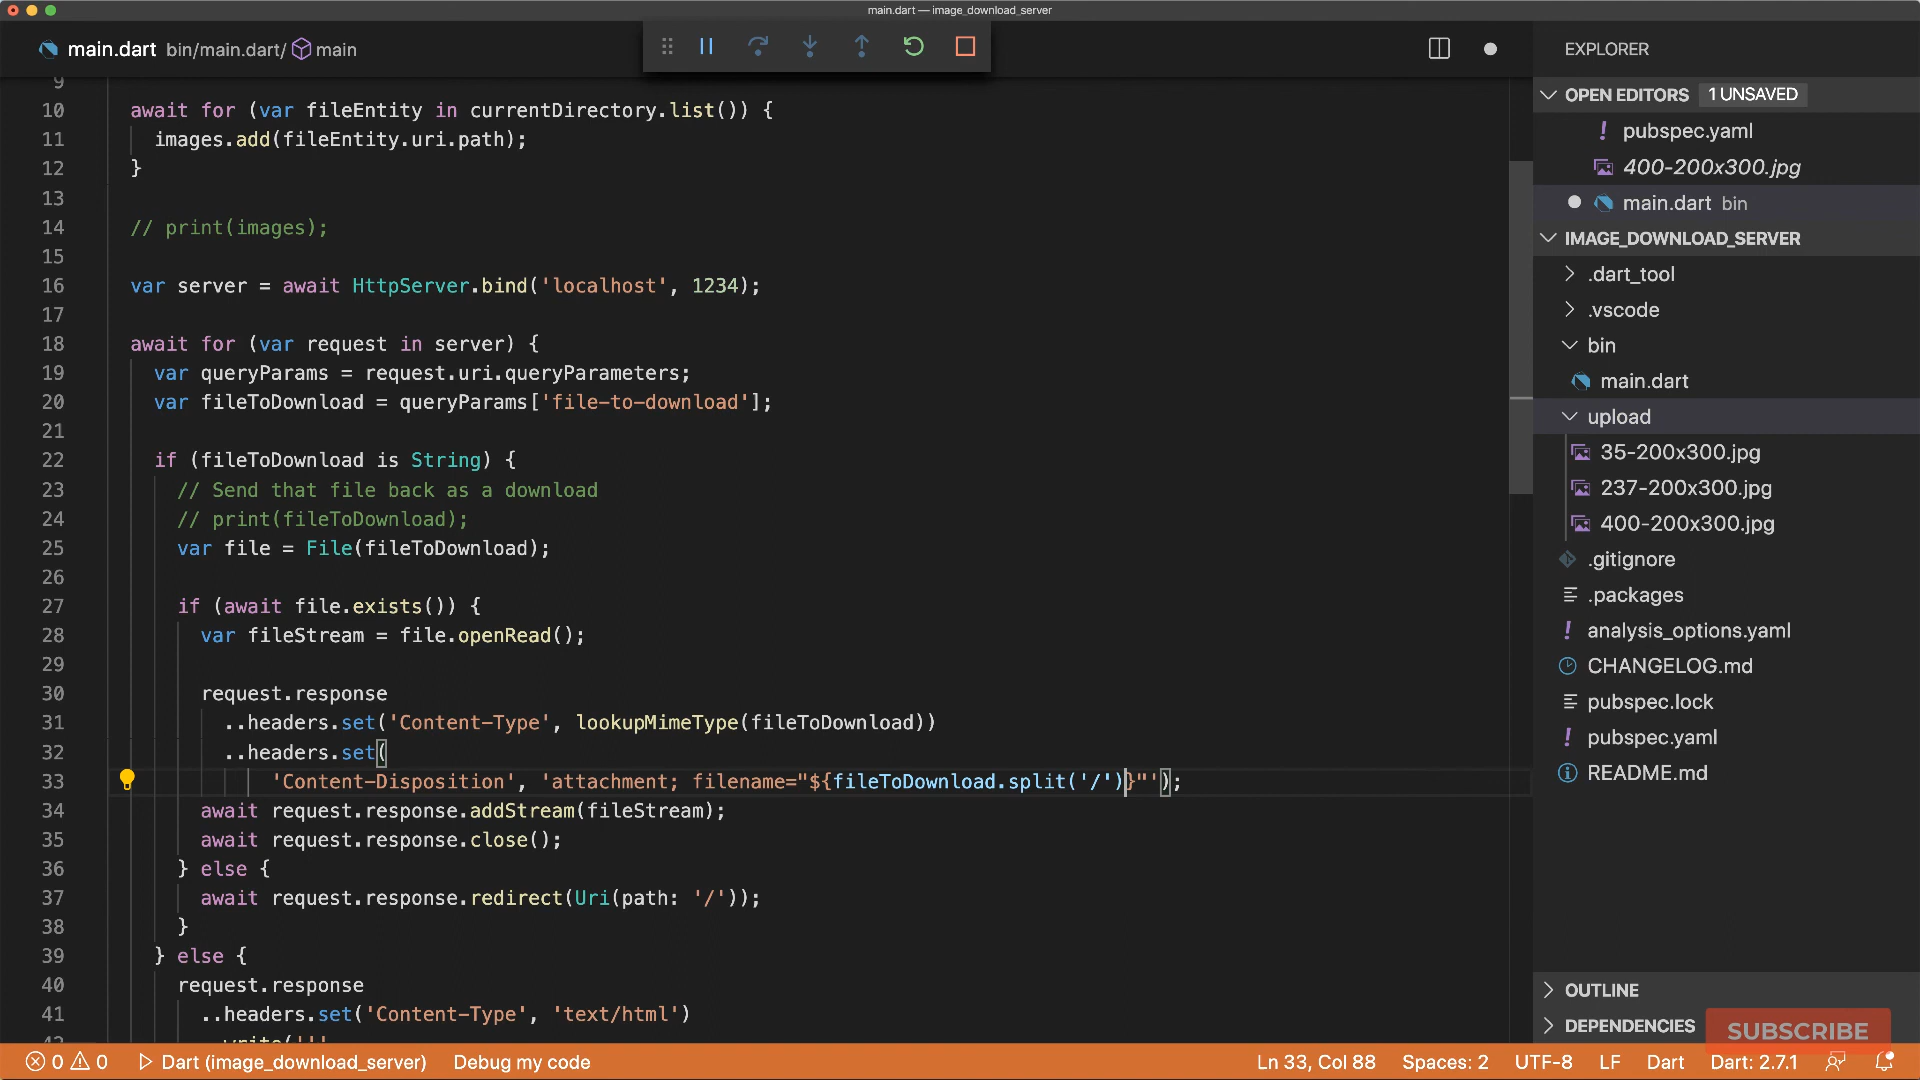 main.dart — image_download_server
main.dart bin/main.dart/ main
9
10 await for (var fileEntity in currentDirectory.list()) {
11 images.add(fileEntity.uri.path);
12 }
13
14 // print(images);
15
16 var server = await HttpServer.bind('localhost', 1234);
17
18 await for (var request in server) {
19 var queryParams = request.uri.queryParameters;
20 var fileToDownload = queryParams['file-to-download'];
21
22 if (fileToDownload is String) {
23 // Send that file back as a download
24 // print(fileToDownload);
25 var file = File(fileToDownload);
26
27 if (await file.exists()) {
28 var fileStream = file.openRead();
29
30 request.response
31 ..headers.set('Content-Type', lookupMimeType(fileToDownload))
32 ..headers.set(
33 'Content-Disposition', 'attachment; filename="${fileToDownload.split('/')}"');
34 await request.response.addStream(fileStream);
35 await request.response.close();
36 } else {
37 await request.response.redirect(Uri(path: '/'));
38 }
39 } else {
40 request.response
41 ..headers.set('Content-Type', 'text/html')
EXPLORER
OPEN EDITORS 1 UNSAVED
! pubspec.yaml
400-200x300.jpg
main.dart bin
IMAGE_DOWNLOAD_SERVER
.dart_tool
.vscode
bin
main.dart
upload
35-200x300.jpg
237-200x300.jpg
400-200x300.jpg
.gitignore
.packages
! analysis_options.yaml
CHANGELOG.md
pubspec.lock
! pubspec.yaml
README.md
OUTLINE
DEPENDENCIES
SUBSCRIBE
0 0 Dart (image_download_server) Debug my code Ln 33, Col 88 Spaces: 2 UTF-8 LF Dart Dart: 2.7.1